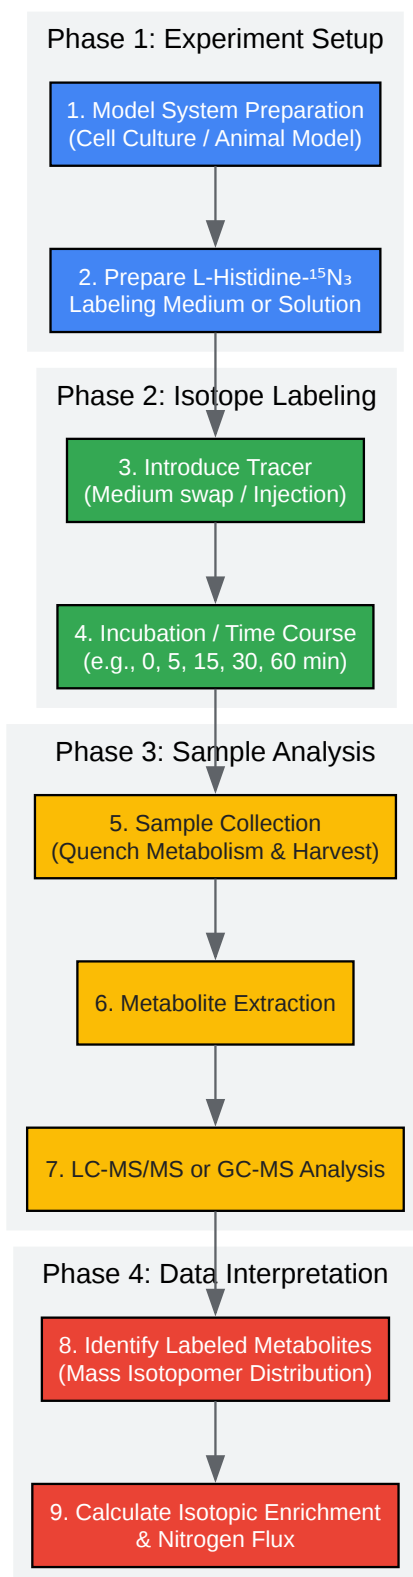 Phase 1: Experiment Setup
1. Model System Preparation
(Cell Culture / Animal Model)
2. Prepare L-Histidine-¹⁵N₃
Labeling Medium or Solution
Phase 2: Isotope Labeling
3. Introduce Tracer
(Medium swap / Injection)
4. Incubation / Time Course
(e.g., 0, 5, 15, 30, 60 min)
Phase 3: Sample Analysis
5. Sample Collection
(Quench Metabolism & Harvest)
6. Metabolite Extraction
7. LC-MS/MS or GC-MS Analysis
Phase 4: Data Interpretation
8. Identify Labeled Metabolites
(Mass Isotopomer Distribution)
9. Calculate Isotopic Enrichment
& Nitrogen Flux